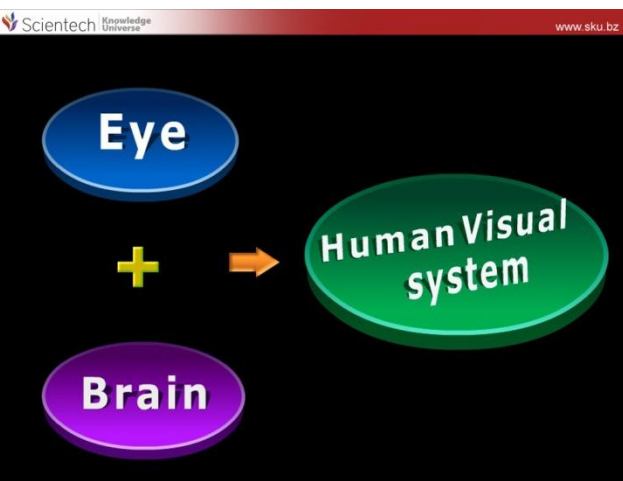 Scientech Knowledge Universe
www.sku.bz
Eye
+
Human Visual
system
Brain